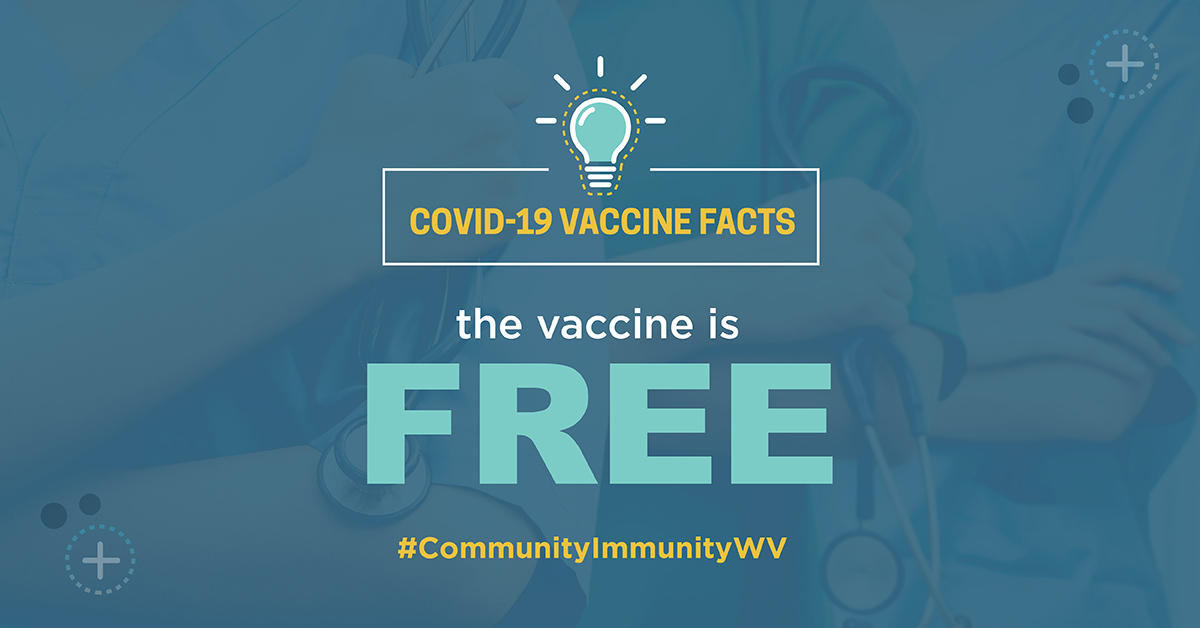 COVID-19 VACCINE FACTS
the vaccine is
FREE
#CommunityImmunityWV